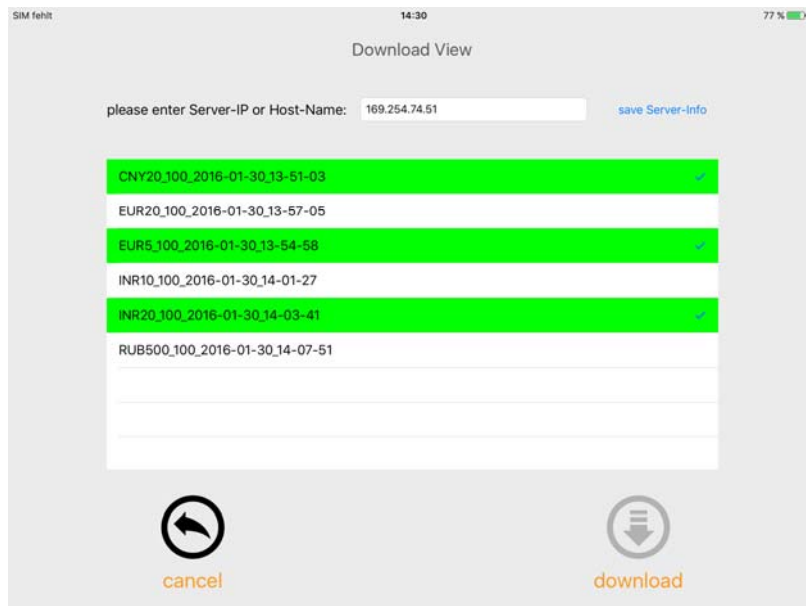 SIM fehlt 14:30 77 %
Download View
please enter Server-IP or Host-Name: 169.254.74.51 save Server-Info
CNY20_100_2016-01-30_13-51-03
EUR20_100_2016-01-30_13-57-05
EUR5_100_2016-01-30_13-54-58
INR10_100_2016-01-30_14-01-27
INR20_100_2016-01-30_14-03-41
RUB500_100_2016-01-30_14-07-51
cancel download